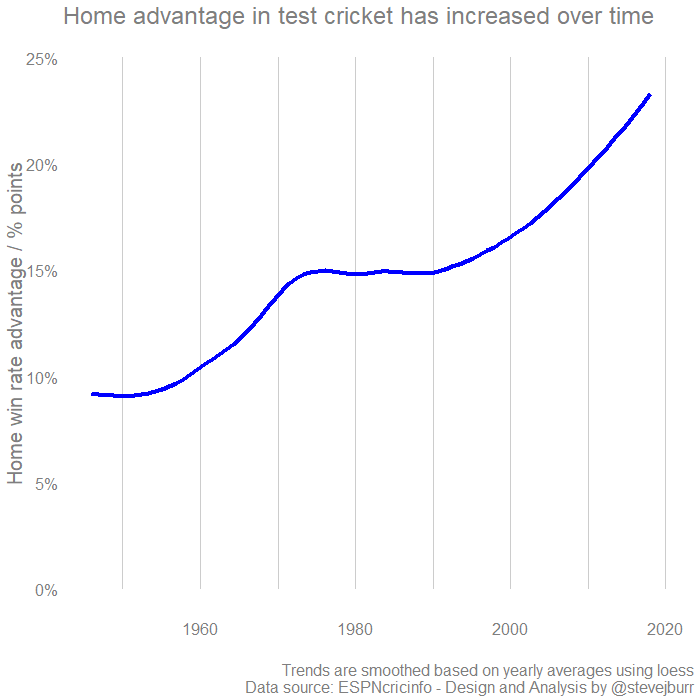 Home advantage in test cricket has increased over time
25%
20%
15%
10%
5%
0%
Home win rate advantage / % points
1960
1980
2000
2020
Trends are smoothed based on yearly averages using loess
Data source: ESPNcricinfo - Design and Analysis by @stevejburr